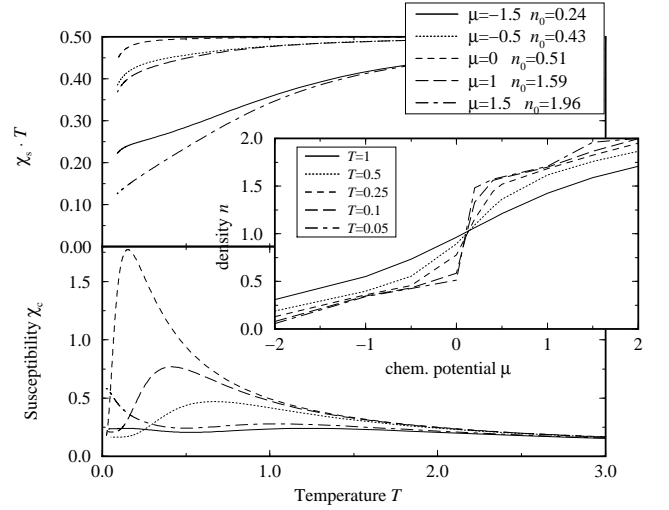 μ=−1.5 n₀=0.24
μ=−0.5 n₀=0.43
μ=0 n₀=0.51
μ=1 n₀=1.59
μ=1.5 n₀=1.96
0.50
0.40
0.30
0.20
0.10
0.00
χₛ · T
T=1
T=0.5
T=0.25
T=0.1
T=0.05
2.0
1.5
1.0
0.5
0.0
density n
−2 −1 0 1 2
chem. potential μ
1.5
1.0
0.5
0.0
Susceptibility χ_c
0.0 1.0 2.0 3.0
Temperature T